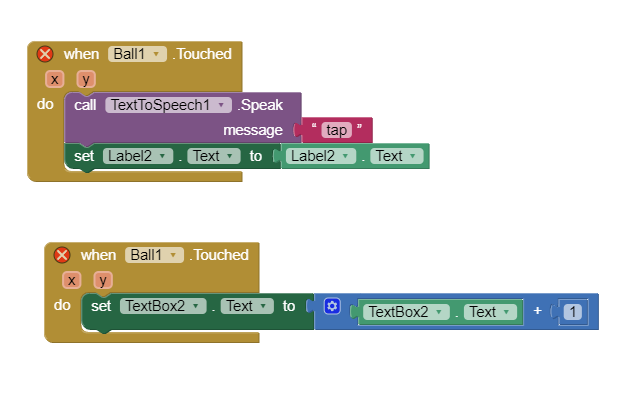 when Ball1 .Touched
x y
do call TextToSpeech1 .Speak
message " tap "
set Label2 . Text to Label2 . Text
when Ball1 .Touched
x y
do set TextBox2 . Text to TextBox2 . Text + 1